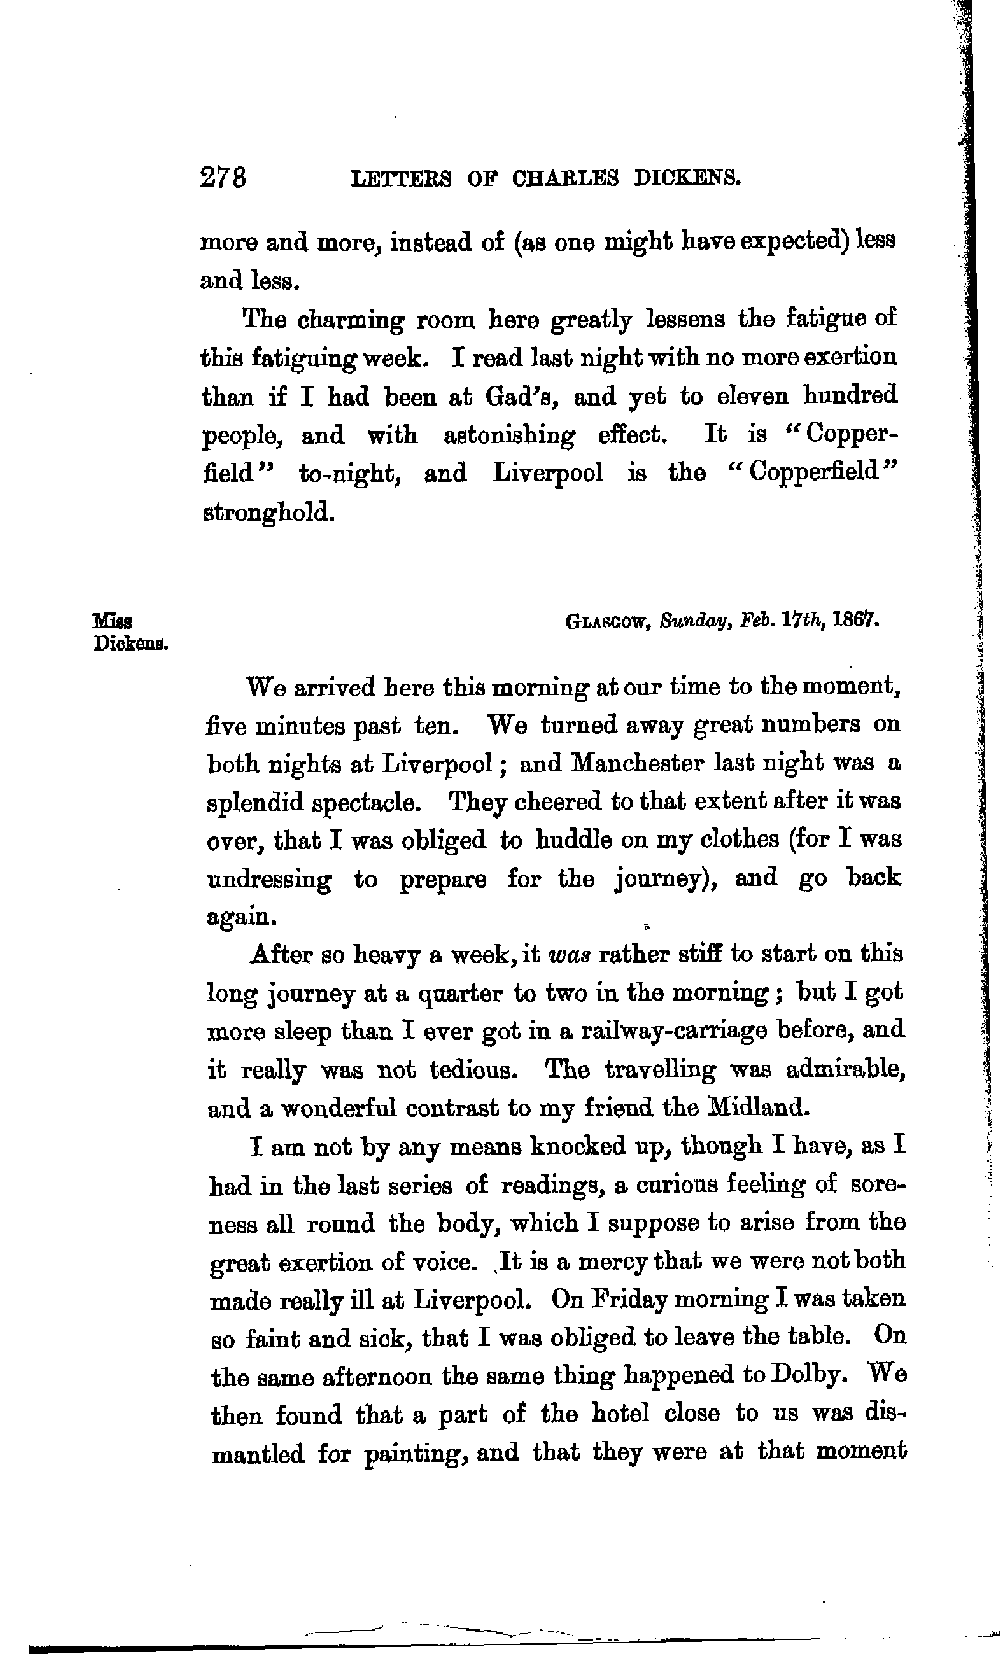 278 LETTERS OF CHARLES DICKENS.
more and more, instead of (as one might have expected) less
and less.
The charming room here greatly lessens the fatigue of
this fatiguing week. I read last night with no more exertion
than if I had been at Gad's, and yet to eleven hundred
people, and with astonishing effect. It is "Copper-
field" to-night, and Liverpool is the "Copperfield"
stronghold.
Miss
Dickens.
GLASGOW, Sunday, Feb. 17th, 1867.
We arrived here this morning at our time to the moment,
five minutes past ten. We turned away great numbers on
both nights at Liverpool; and Manchester last night was a
splendid spectacle. They cheered to that extent after it was
over, that I was obliged to huddle on my clothes (for I was
undressing to prepare for the journey), and go back
again.
After so heavy a week, it was rather stiff to start on this
long journey at a quarter to two in the morning; but I got
more sleep than I ever got in a railway-carriage before, and
it really was not tedious. The travelling was admirable,
and a wonderful contrast to my friend the Midland.
I am not by any means knocked up, though I have, as I
had in the last series of readings, a curious feeling of sore-
ness all round the body, which I suppose to arise from the
great exertion of voice. It is a mercy that we were not both
made really ill at Liverpool. On Friday morning I was taken
so faint and sick, that I was obliged to leave the table. On
the same afternoon the same thing happened to Dolby. We
then found that a part of the hotel close to us was dis-
mantled for painting, and that they were at that moment